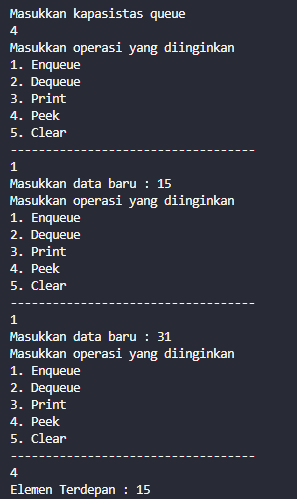 Masukkan kapasistas queue
4
Masukkan operasi yang diinginkan
1. Enqueue
2. Dequeue
3. Print
4. Peek
5. Clear
-----------------------------------
1
Masukkan data baru : 15
Masukkan operasi yang diinginkan
1. Enqueue
2. Dequeue
3. Print
4. Peek
5. Clear
-----------------------------------
1
Masukkan data baru : 31
Masukkan operasi yang diinginkan
1. Enqueue
2. Dequeue
3. Print
4. Peek
5. Clear
-----------------------------------
4
Elemen Terdepan : 15